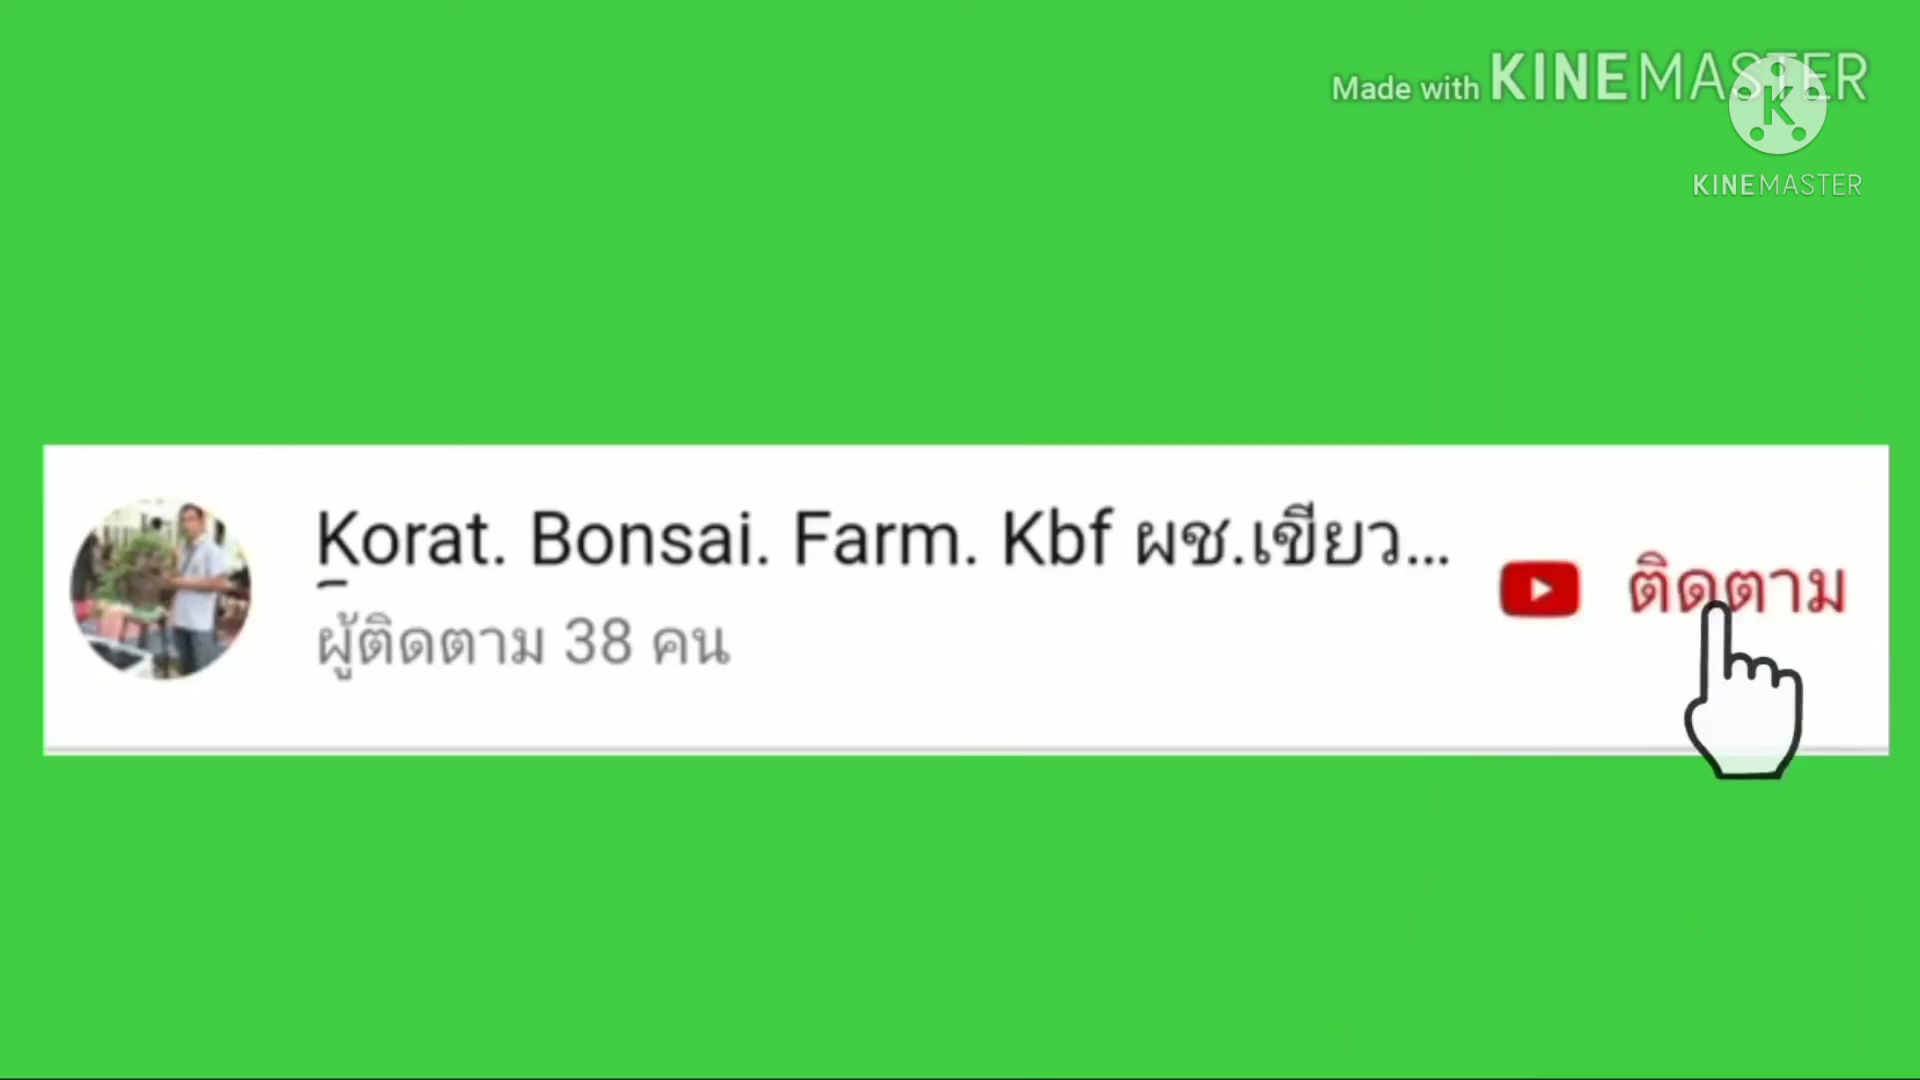 Made with KINEMASTER
K
KINEMASTER
Korat. Bonsai. Farm. Kbf ผช.เขียว...
ผู้ติดตาม 38 คน
ติดตาม